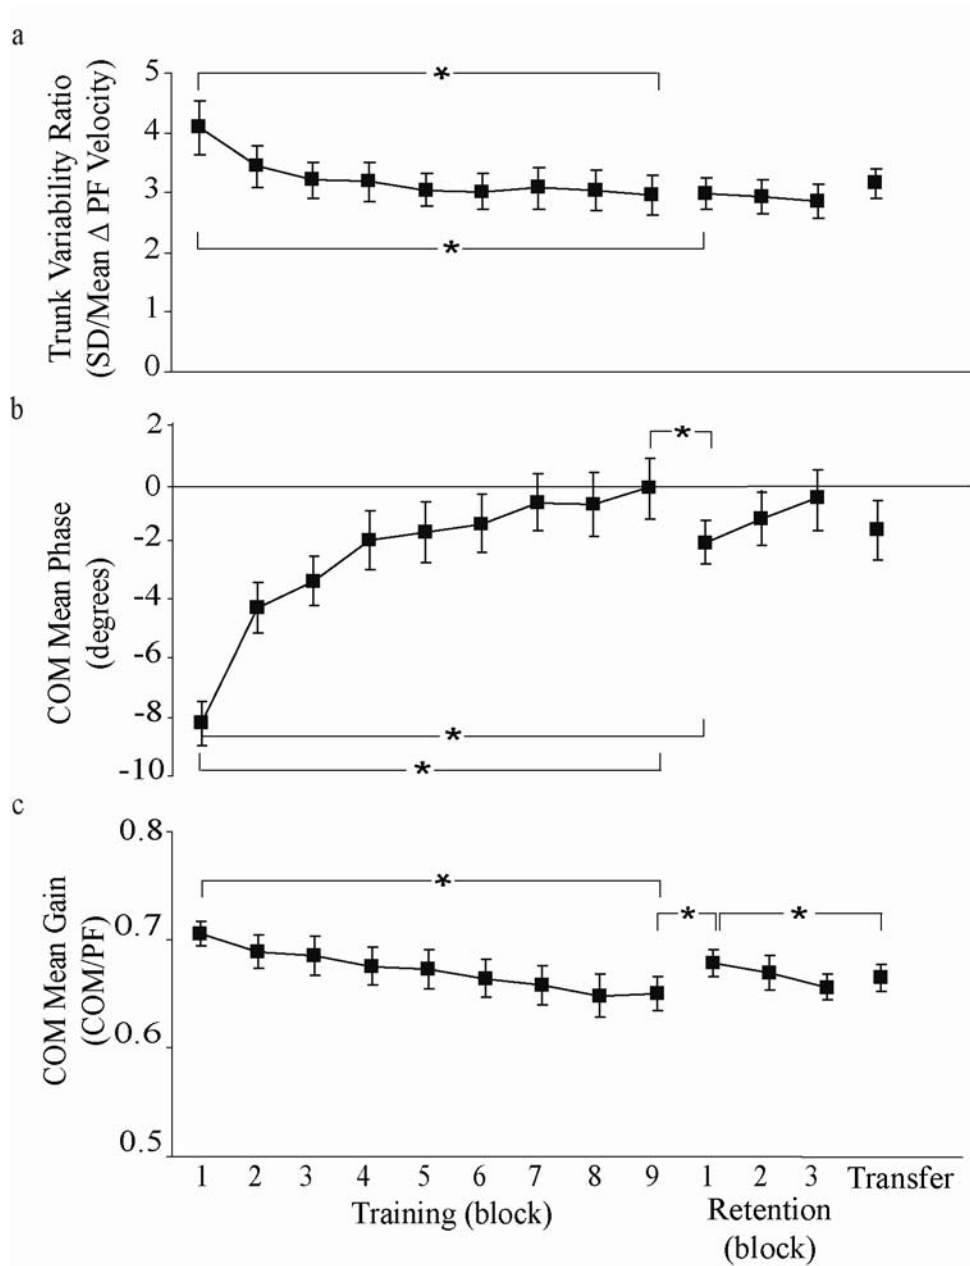 a
Trunk Variability Ratio
(SD/Mean Δ PF Velocity)
5
4
3
2
1
0
*
*
b
COM Mean Phase
(degrees)
2
0
-2
-4
-6
-8
-10
*
*
*
c
COM Mean Gain
(COM/PF)
0.8
0.7
0.6
0.5
*
*
*
1 2 3 4 5 6 7 8 9 1 2 3 Transfer
Training (block)
Retention
(block)